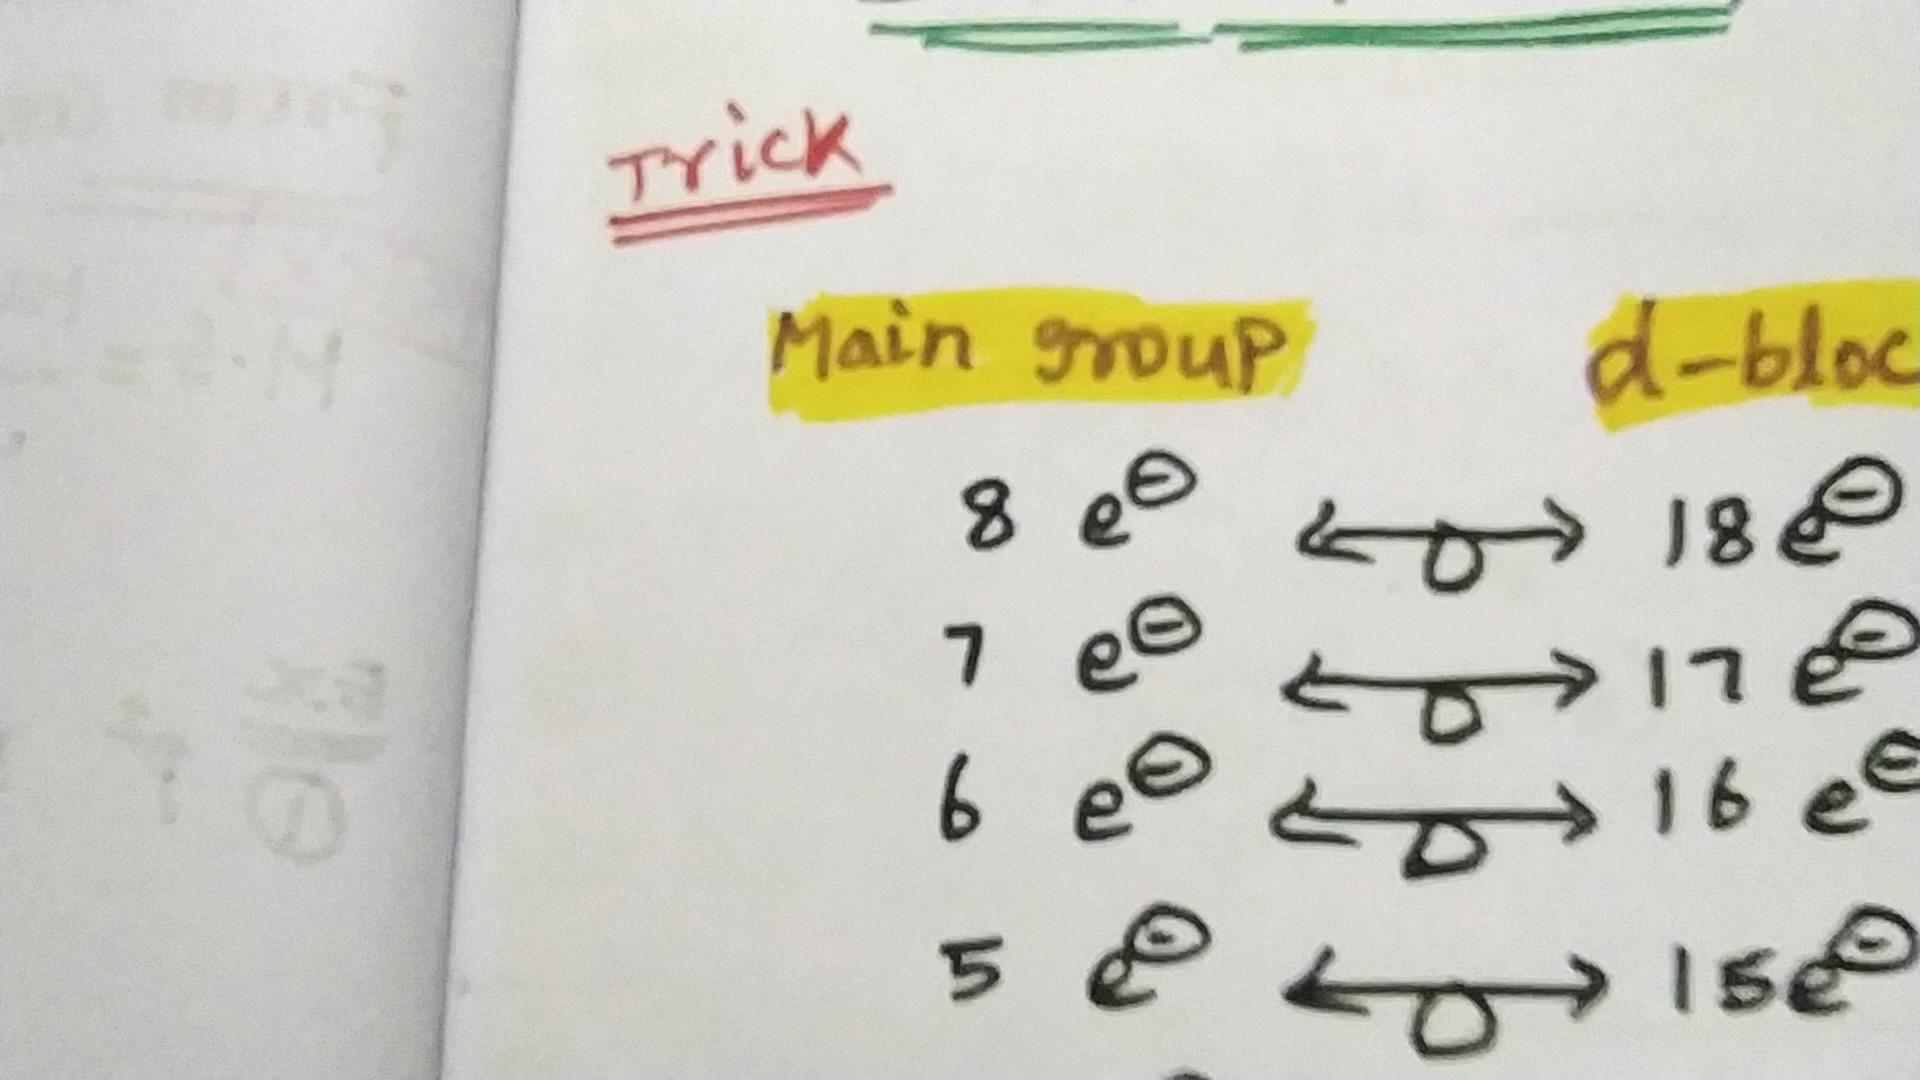 Trick
Main group d-bloc
8 e⊖ ⟷ 18 e⊖
7 e⊖ ⟷ 17 e⊖
6 e⊖ ⟷ 16 e⊖
5 e⊖ ⟷ 15 e⊖